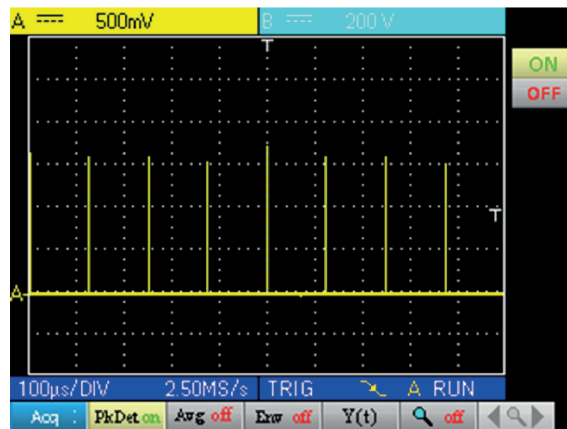 A 500mV B 200 V
T
ON
OFF
T
A
100µs/DIV 2.50MS/s TRIG A RUN
Acq : PkDet on Avg off Env off Y(t) off